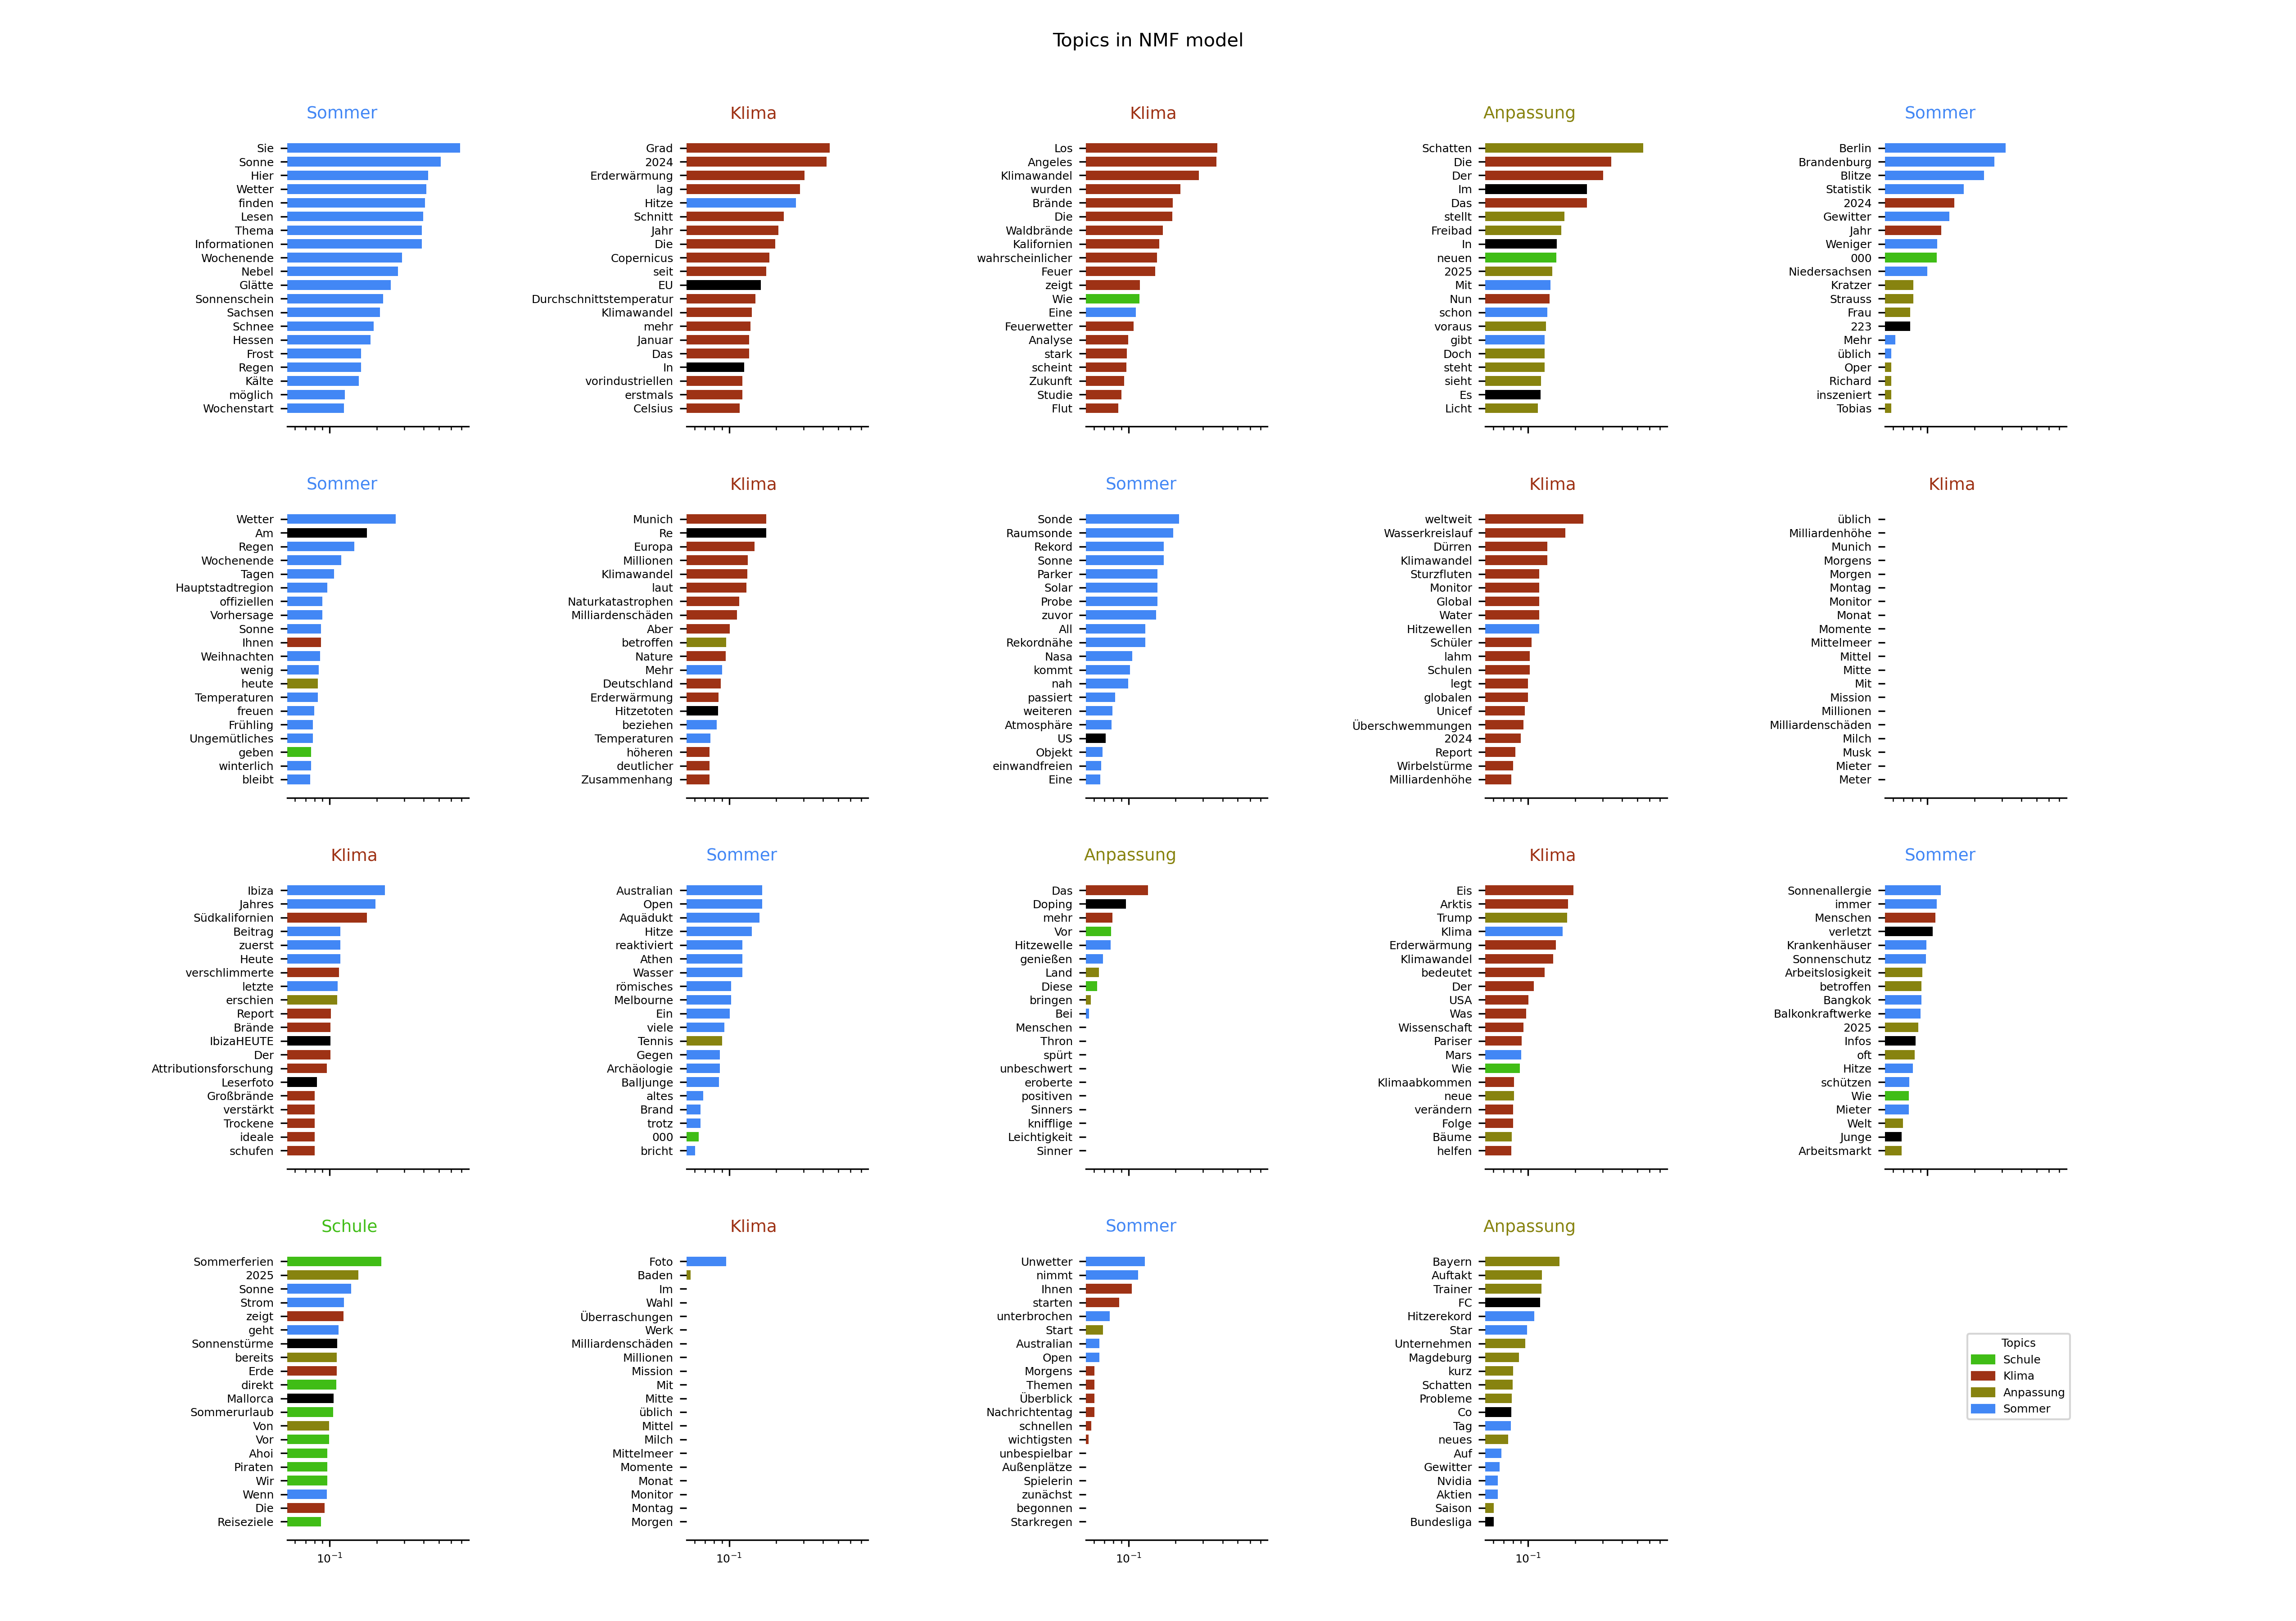 Topics in NMF model
Sommer
Sie
Sonne
Hier
Wetter
finden
Lesen
Thema
Informationen
Wochenende
Nebel
Glätte
Sonnenschein
Sachsen
Schnee
Hessen
Frost
Regen
Kälte
möglich
Wochenstart
Klima
Grad
2024
Erderwärmung
lag
Hitze
Schnitt
Jahr
Die
Copernicus
seit
EU
Durchschnittstemperatur
Klimawandel
mehr
Januar
Das
In
vorindustriellen
erstmals
Celsius
Klima
Los
Angeles
Klimawandel
wurden
Brände
Die
Waldbrände
Kalifornien
wahrscheinlicher
Feuer
zeigt
Wie
Eine
Feuerwetter
Analyse
stark
scheint
Zukunft
Studie
Flut
Anpassung
Schatten
Die
Der
Im
Das
stellt
Freibad
In
neuen
2025
Mit
Nun
schon
voraus
gibt
Doch
steht
sieht
Es
Licht
Sommer
Berlin
Brandenburg
Blitze
Statistik
2024
Gewitter
Jahr
Weniger
000
Niedersachsen
Kratzer
Strauss
Frau
223
Mehr
üblich
Oper
Richard
inszeniert
Tobias
Sommer
Wetter
Am
Regen
Wochenende
Tagen
Hauptstadtregion
offiziellen
Vorhersage
Sonne
Ihnen
Weihnachten
wenig
heute
Temperaturen
freuen
Frühling
Ungemütliches
geben
winterlich
bleibt
Klima
Munich
Re
Europa
Millionen
Klimawandel
laut
Naturkatastrophen
Milliardenschäden
Aber
betroffen
Nature
Mehr
Deutschland
Erderwärmung
Hitzetoten
beziehen
Temperaturen
höheren
deutlicher
Zusammenhang
Sommer
Sonde
Raumsonde
Rekord
Sonne
Parker
Solar
Probe
zuvor
All
Rekordnähe
Nasa
kommt
nah
passiert
weiteren
Atmosphäre
US
Objekt
einwandfreien
Eine
Klima
weltweit
Wasserkreislauf
Dürren
Klimawandel
Sturzfluten
Monitor
Global
Water
Hitzewellen
Schüler
lahm
Schulen
legt
globalen
Unicef
Überschwemmungen
2024
Report
Wirbelstürme
Milliardenhöhe
Klima
üblich
Milliardenhöhe
Munich
Morgens
Morgen
Montag
Monitor
Monat
Momente
Mittelmeer
Mittel
Mitte
Mit
Mission
Millionen
Milliardenschäden
Milch
Musk
Mieter
Meter
Klima
Ibiza
Jahres
Südkalifornien
Beitrag
zuerst
Heute
verschlimmerte
letzte
erschien
Report
Brände
IbizaHEUTE
Der
Attributionsforschung
Leserfoto
Großbrände
verstärkt
Trockene
ideale
schufen
Sommer
Australian
Open
Aquädukt
Hitze
reaktiviert
Athen
Wasser
römisches
Melbourne
Ein
viele
Tennis
Gegen
Archäologie
Balljunge
altes
Brand
trotz
000
bricht
Anpassung
Das
Doping
mehr
Vor
Hitzewelle
genießen
Land
Diese
bringen
Bei
Menschen
Thron
spürt
unbeschwert
eroberte
positiven
Sinners
knifflige
Leichtigkeit
Sinner
Klima
Eis
Arktis
Trump
Klima
Erderwärmung
Klimawandel
bedeutet
Der
USA
Was
Wissenschaft
Pariser
Mars
Wie
Klimaabkommen
neue
verändern
Folge
Bäume
helfen
Sommer
Sonnenallergie
immer
Menschen
verletzt
Krankenhäuser
Sonnenschutz
Arbeitslosigkeit
betroffen
Bangkok
Balkonkraftwerke
2025
Infos
oft
Hitze
schützen
Wie
Mieter
Welt
Junge
Arbeitsmarkt
Schule
Sommerferien
2025
Sonne
Strom
zeigt
geht
Sonnenstürme
bereits
Erde
direkt
Mallorca
Sommerurlaub
Von
Vor
Ahoi
Piraten
Wir
Wenn
Die
Reiseziele
10⁻¹
Klima
Foto
Baden
Im
Wahl
Überraschungen
Werk
Milliardenschäden
Millionen
Mission
Mit
Mitte
üblich
Mittel
Milch
Mittelmeer
Momente
Monat
Monitor
Montag
Morgen
10⁻¹
Sommer
Unwetter
nimmt
Ihnen
starten
unterbrochen
Start
Australian
Open
Morgens
Themen
Überblick
Nachrichtentag
schnellen
wichtigsten
unbespielbar
Außenplätze
Spielerin
zunächst
begonnen
Starkregen
10⁻¹
Anpassung
Bayern
Auftakt
Trainer
FC
Hitzerekord
Star
Unternehmen
Magdeburg
kurz
Schatten
Probleme
Co
Tag
neues
Auf
Gewitter
Nvidia
Aktien
Saison
Bundesliga
10⁻¹
Topics
Schule
Klima
Anpassung
Sommer